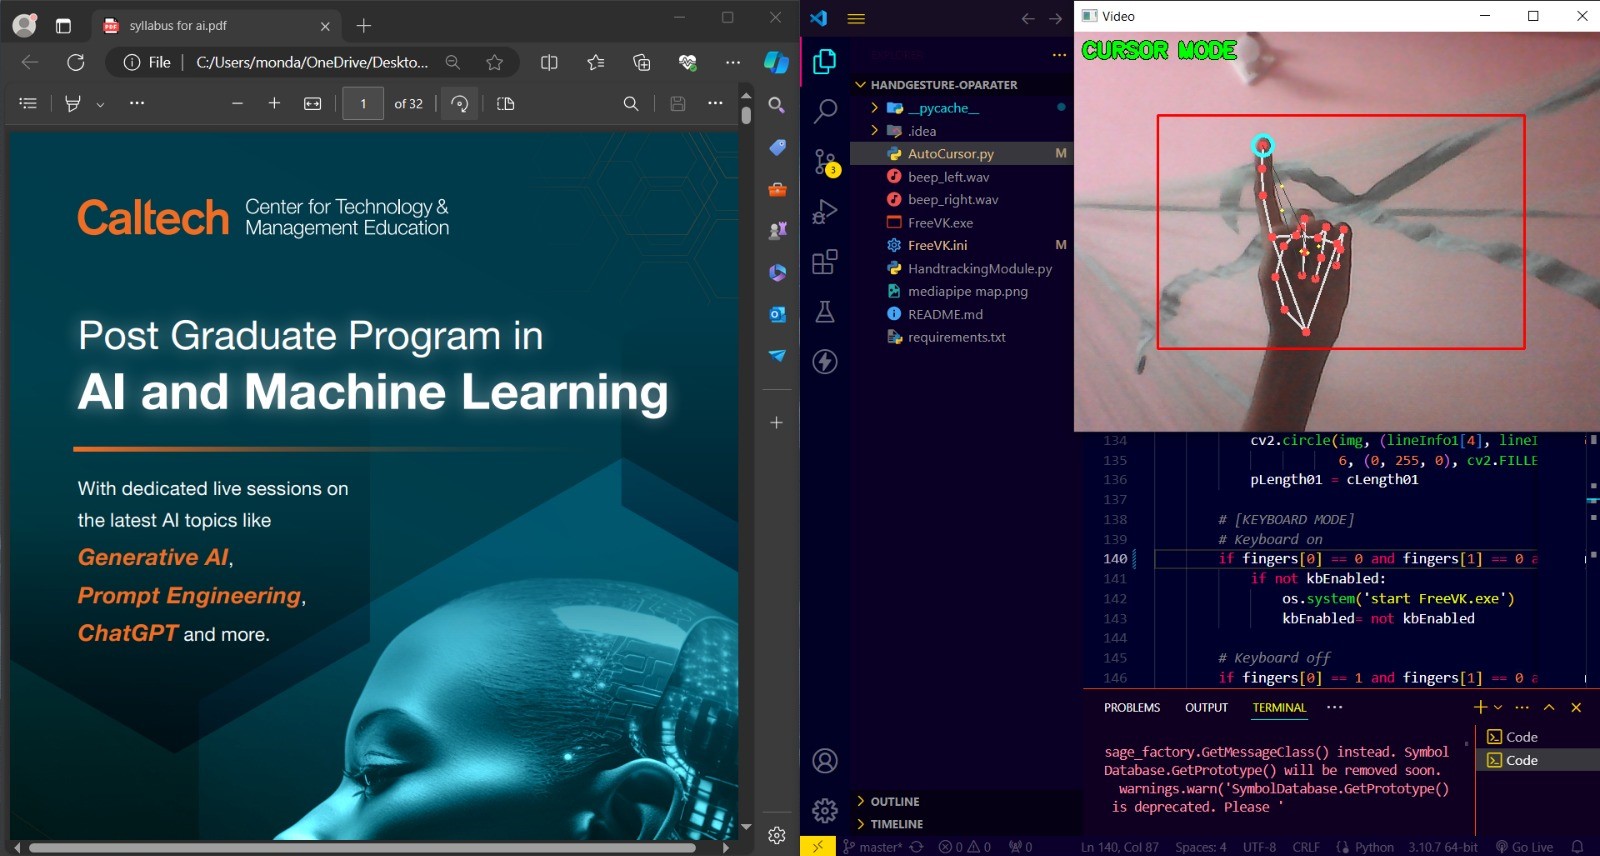 syllabus for ai.pdf
File
C:/Users/monda/OneDrive/Deskto...
1
of 32
Caltech
Center for Technology &
Management Education
Post Graduate Program in
AI and Machine Learning
With dedicated live sessions on
the latest AI topics like
Generative AI,
Prompt Engineering,
ChatGPT and more.
HANDGESTURE-OPARATER
__pycache__
.idea
AutoCursor.py M
beep_left.wav
beep_right.wav
FreeVK.exe
FreeVK.ini M
HandtrackingModule.py
mediapipe map.png
README.md
requirements.txt
3
OUTLINE
TIMELINE
Video
CURSOR MODE
134 cv2.circle(img, (lineInfo1[4], lineI
135 6, (0, 255, 0), cv2.FILLE
136 pLength01 = cLength01
137
138 # [KEYBOARD MODE]
139 # Keyboard on
140 if fingers[0] == 0 and fingers[1] == 0 a
141 if not kbEnabled:
142 os.system('start FreeVK.exe')
143 kbEnabled= not kbEnabled
144
145 # Keyboard off
146 if fingers[0] == 1 and fingers[1] == 0 a
PROBLEMS OUTPUT TERMINAL
sage_factory.GetMessageClass() instead. Symbol
Database.GetPrototype() will be removed soon.
warnings.warn('SymbolDatabase.GetPrototype()
is deprecated. Please '
Code
Code
master* 0 0 0 Ln 140, Col 87 Spaces: 4 UTF-8 CRLF Python 3.10.7 64-bit Go Live